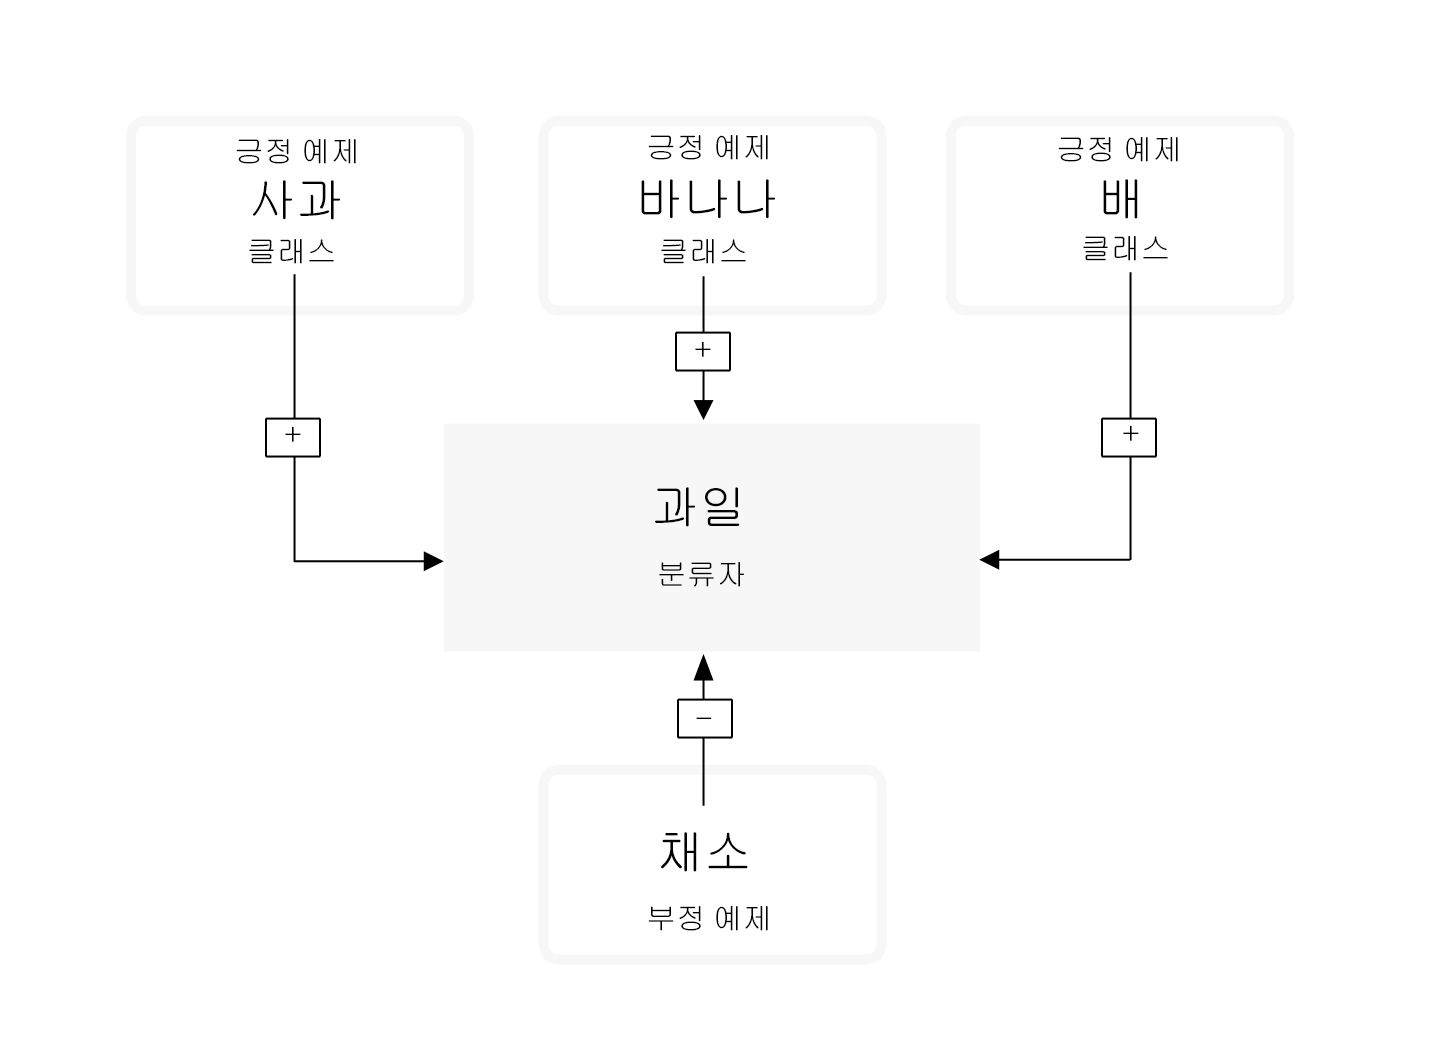 긍정 예제
사과
클래스
긍정 예제
바나나
클래스
긍정 예제
배
클래스
+
+
+
과일
분류자
−
채소
부정 예제